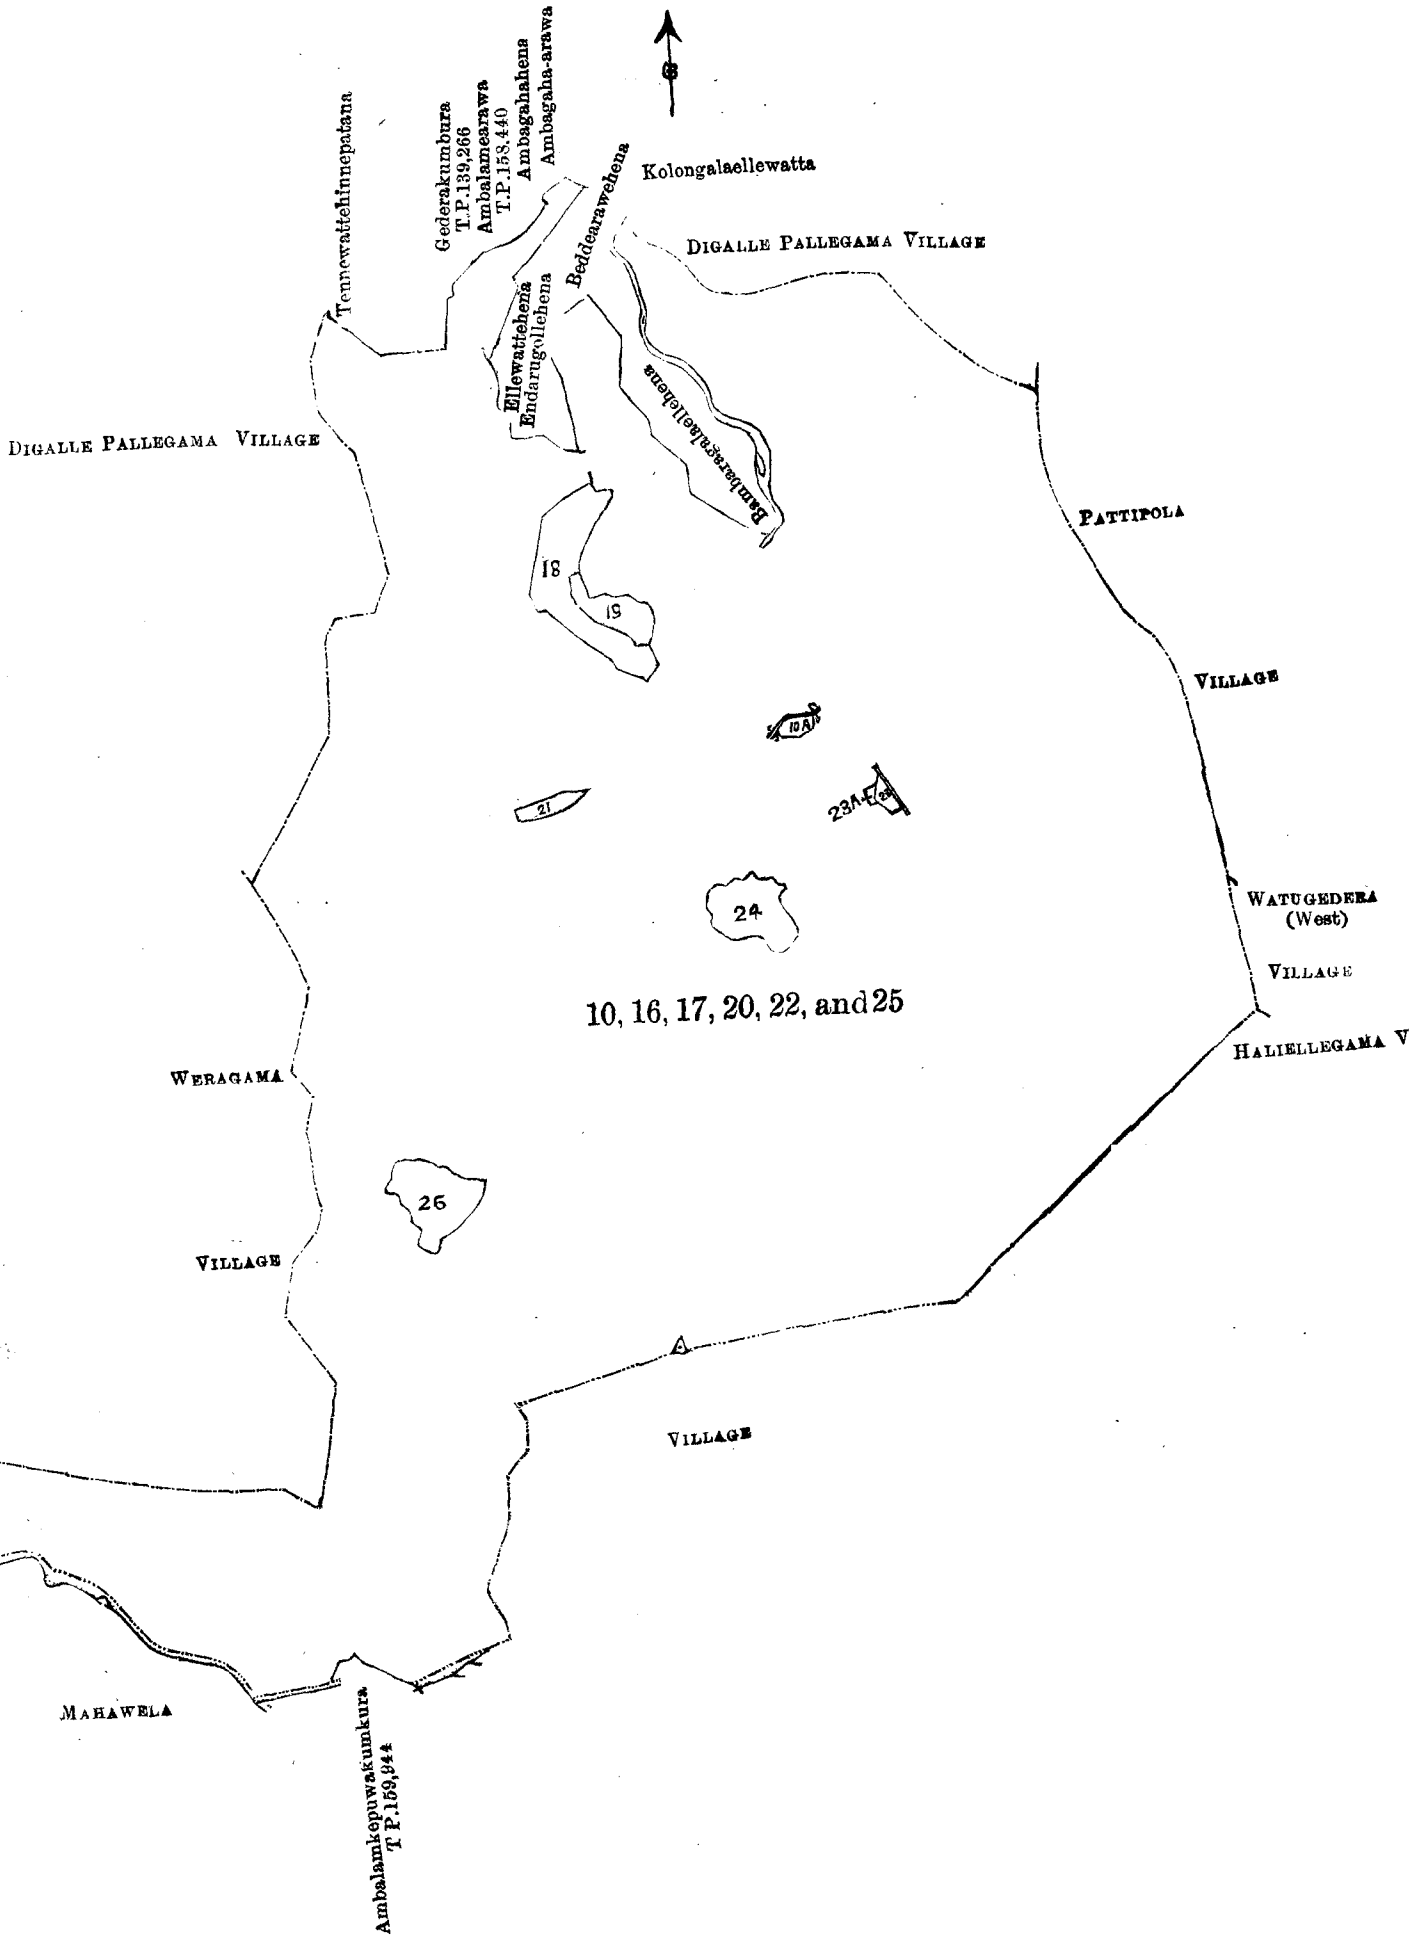 Tennewattehinnepatana
Gederakumbura
T.P.139,266
Ambalamearawa
T.P.158.440
Ambagahahena
Ambagaha-arawa
Beddearawehena
Kolongalaellewatta
DIGALLE PALLEGAMA VILLAGE
Ellewattehena
Endarugollehena
Bambaragalaellehena
DIGALLE PALLEGAMA VILLAGE
PATTIPOLA
18
19
VILLAGE
10A
21
23A
24
WATUGEDERA
(West)
VILLAGE
10, 16, 17, 20, 22, and 25
HALIELLEGAMA V
WERAGAMA
26
VILLAGE
VILLAGE
MAHAWELA
Ambalamkepuwakumkura
T P.159,944